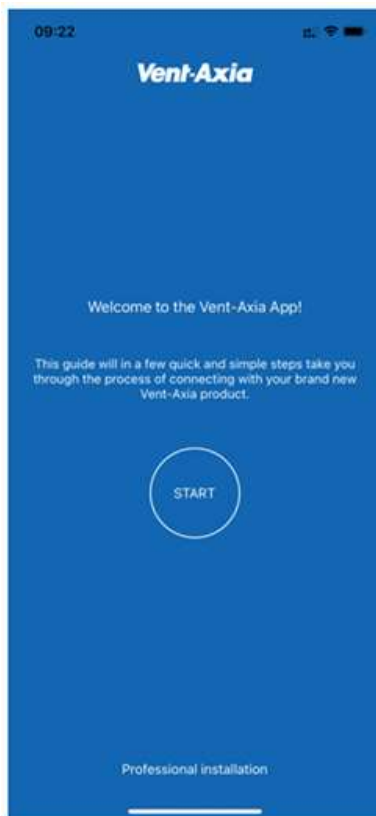 09:22
Vent-Axia
Welcome to the Vent-Axia App!
This guide will in a few quick and simple steps take you
through the process of connecting with your brand new
Vent-Axia product.
START
Professional installation